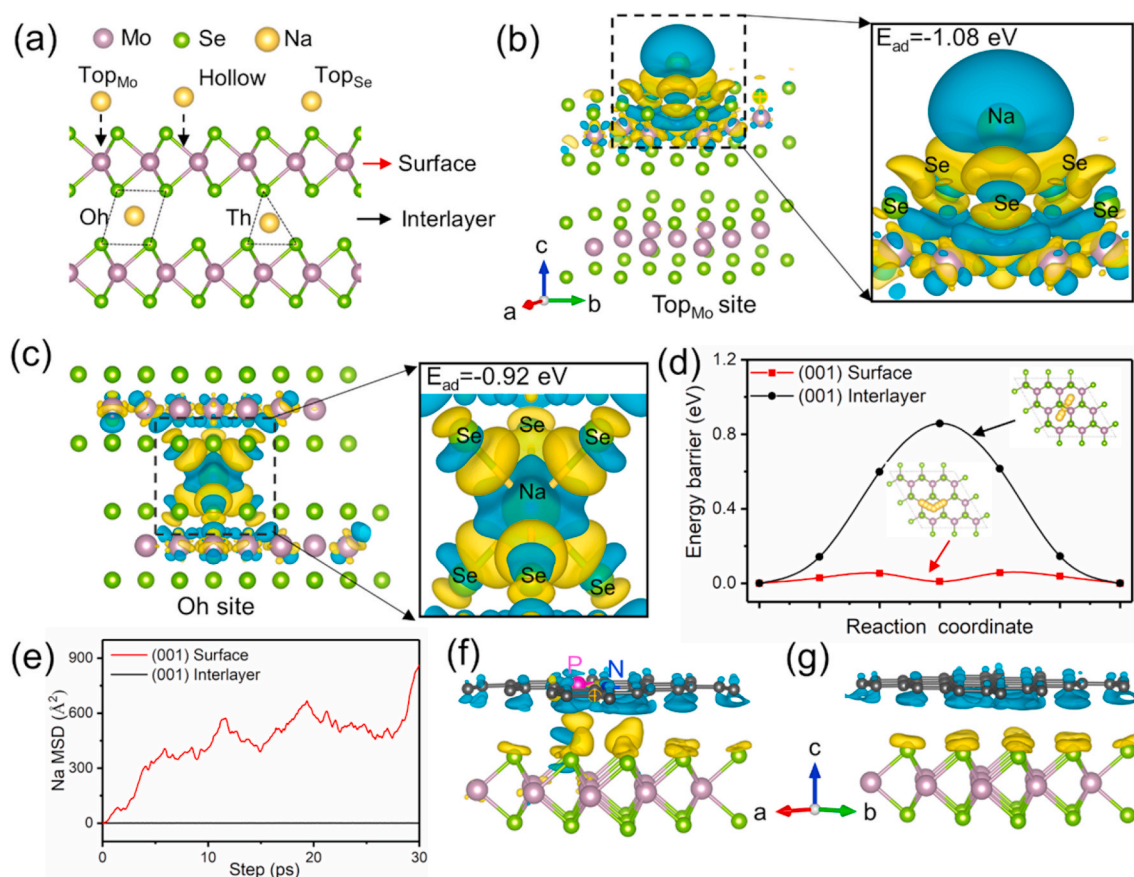 (a)
Mo Se Na
Top_Mo Hollow Top_Se
Surface
Oh Th Interlayer
(b)
E_ad=-1.08 eV
Na
Se Se
Se Se Se
c
a b
Top_Mo site
(c)
E_ad=-0.92 eV
Se Se Se
Na
Se Se Se
Oh site
(d)
1.2
0.8
0.4
0.0
Energy barrier (eV)
(001) Surface
(001) Interlayer
Reaction coordinate
(e)
900
600
300
0
Na MSD (Å²)
(001) Surface
(001) Interlayer
0 10 20 30
Step (ps)
(f)
P N
(g)
c
a b